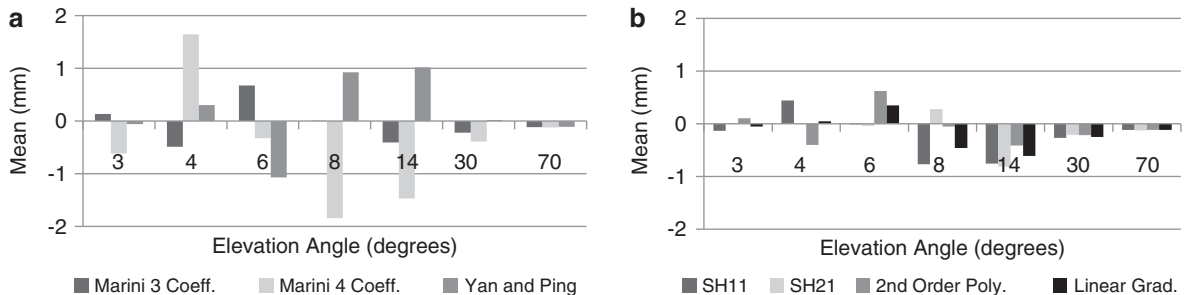 a
2
1
0
-1
-2
Mean (mm)
3 4 6 8 14 30 70
Elevation Angle (degrees)
Marini 3 Coeff. Marini 4 Coeff. Yan and Ping
b
2
1
0
-1
-2
Mean (mm)
3 4 6 8 14 30 70
Elevation Angle (degrees)
SH11 SH21 2nd Order Poly. Linear Grad.